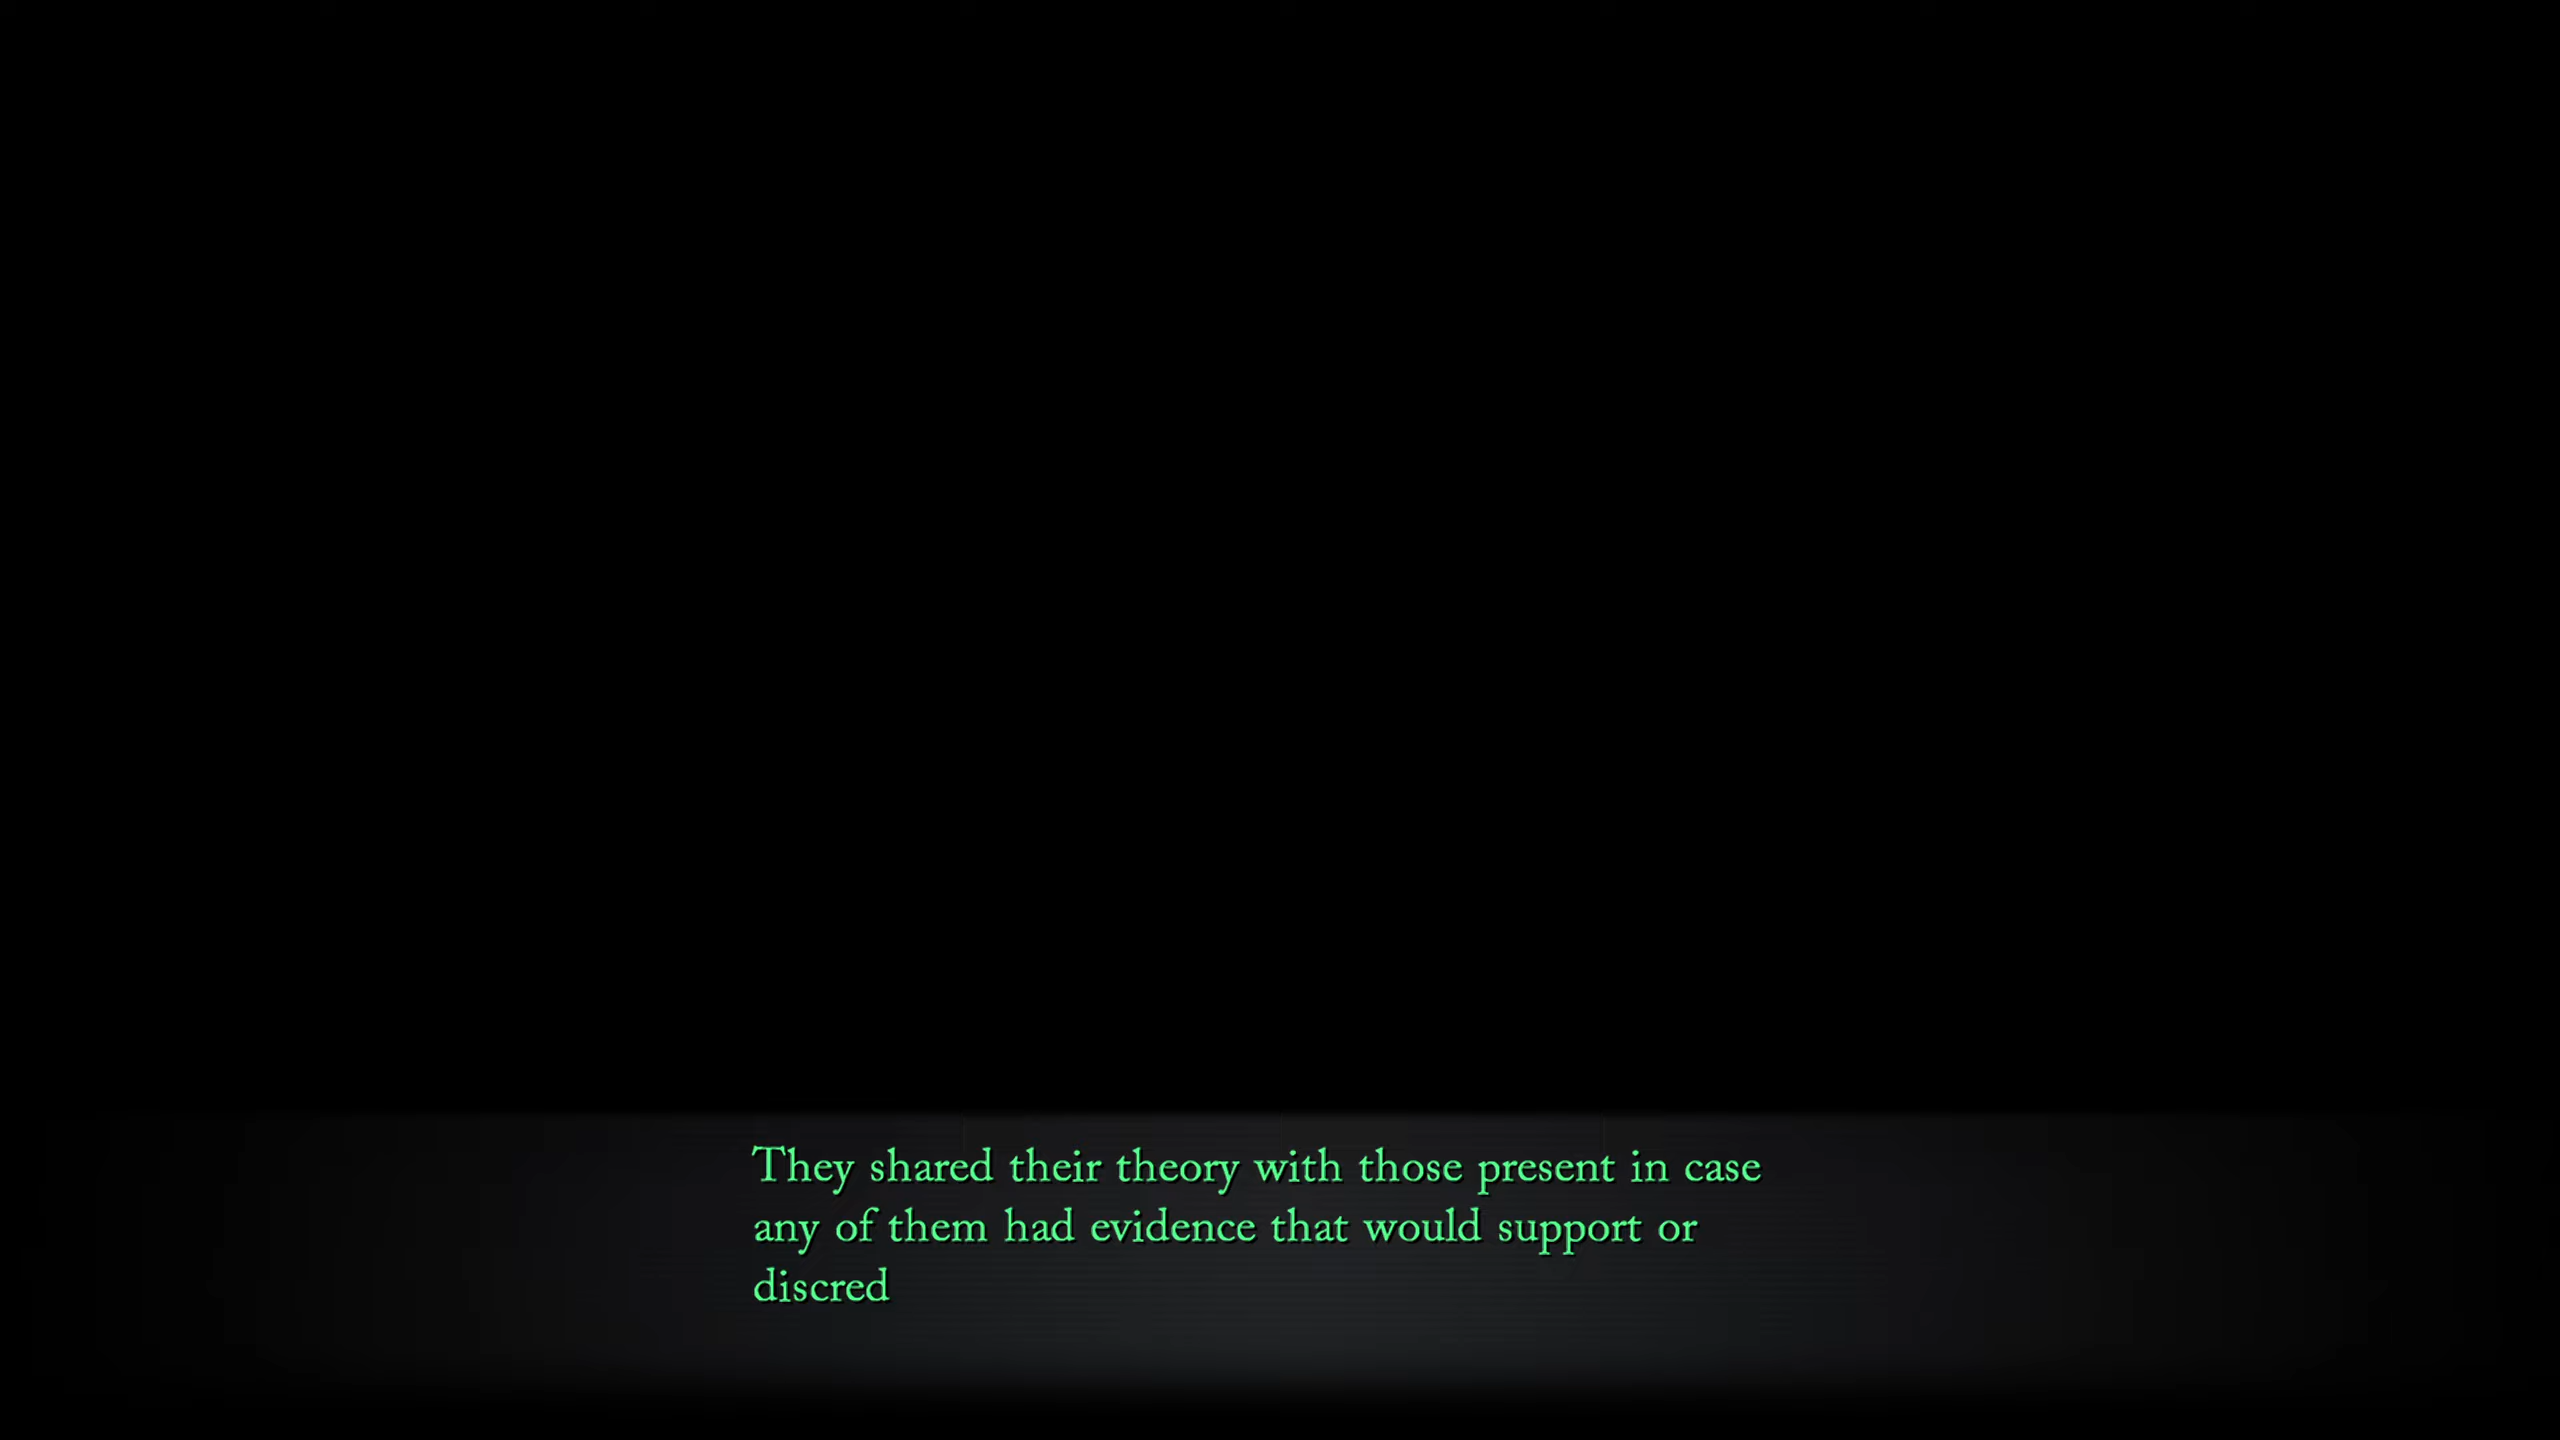 They shared their theory with those present in case
any of them had evidence that would support or
discred